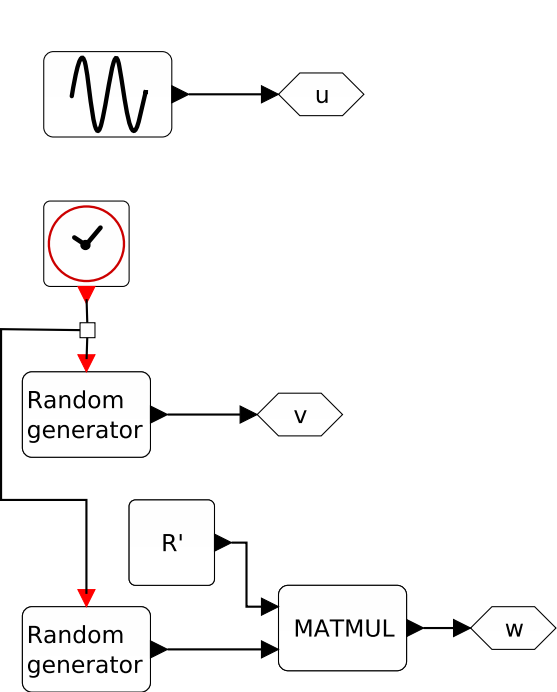 u
Random
generator
v
R'
MATMUL
w
Random
generator